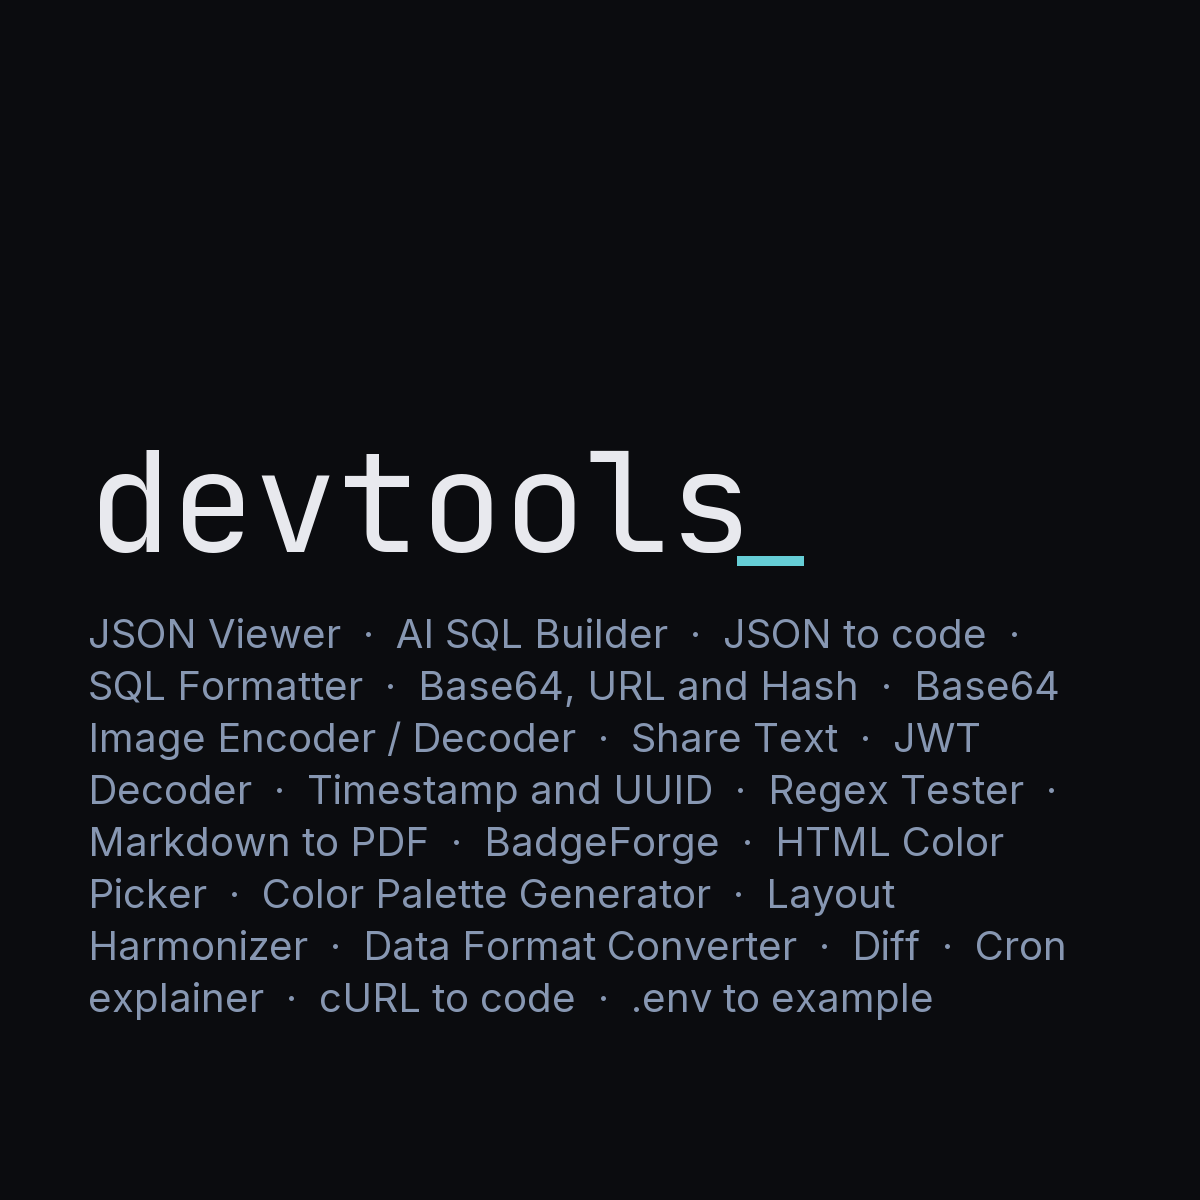 devtools_
JSON Viewer · AI SQL Builder · JSON to code ·
SQL Formatter · Base64, URL and Hash · Base64
Image Encoder / Decoder · Share Text · JWT
Decoder · Timestamp and UUID · Regex Tester ·
Markdown to PDF · BadgeForge · HTML Color
Picker · Color Palette Generator · Layout
Harmonizer · Data Format Converter · Diff · Cron
explainer · cURL to code · .env to example